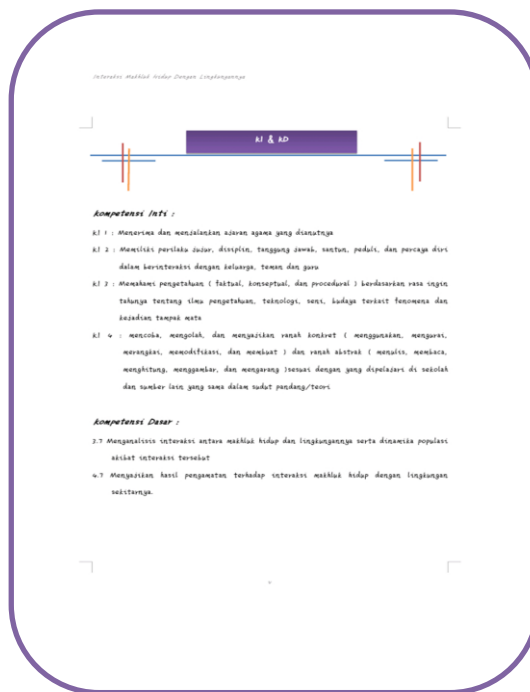 Interaksi Makhluk Hidup Dengan Lingkungannya
KI & KD
Kompetensi Inti :
KI 1 : Menerima dan menjalankan ajaran agama yang dianutnya
KI 2 : Memiliki perilaku jujur, disiplin, tanggung jawab, santun, peduli, dan percaya diri
dalam berinteraksi dengan keluarga, teman dan guru
KI 3 : Memahami pengetahuan ( faktual, konseptual, dan procedural ) berdasarkan rasa ingin
tahunya tentang ilmu pengetahuan, teknologi, seni, budaya terkait fenomena dan
kejadian tampak mata
KI 4 : mencoba, mengolah, dan menyajikan ranah konkret ( menggunakan, mengurai,
merangkai, memodifikasi, dan membuat ) dan ranah abstrak ( menulis, membaca,
menghitung, menggambar, dan mengarang )sesuai dengan yang dipelajari di sekolah
dan sumber lain yang sama dalam sudut pandang/teori
Kompetensi Dasar :
3.7 Menganalisis interaksi antara makhluk hidup dan lingkungannya serta dinamika populasi
akibat interaksi tersebut
4.7 Menyajikan hasil pengamatan terhadap interaksi makhluk hidup dengan lingkungan
sekitarnya.